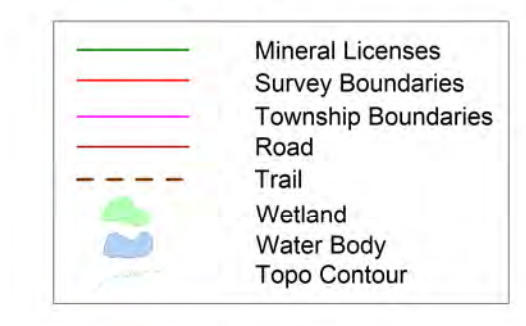 Mineral Licenses
Survey Boundaries
Township Boundaries
Road
Trail
Wetland
Water Body
Topo Contour